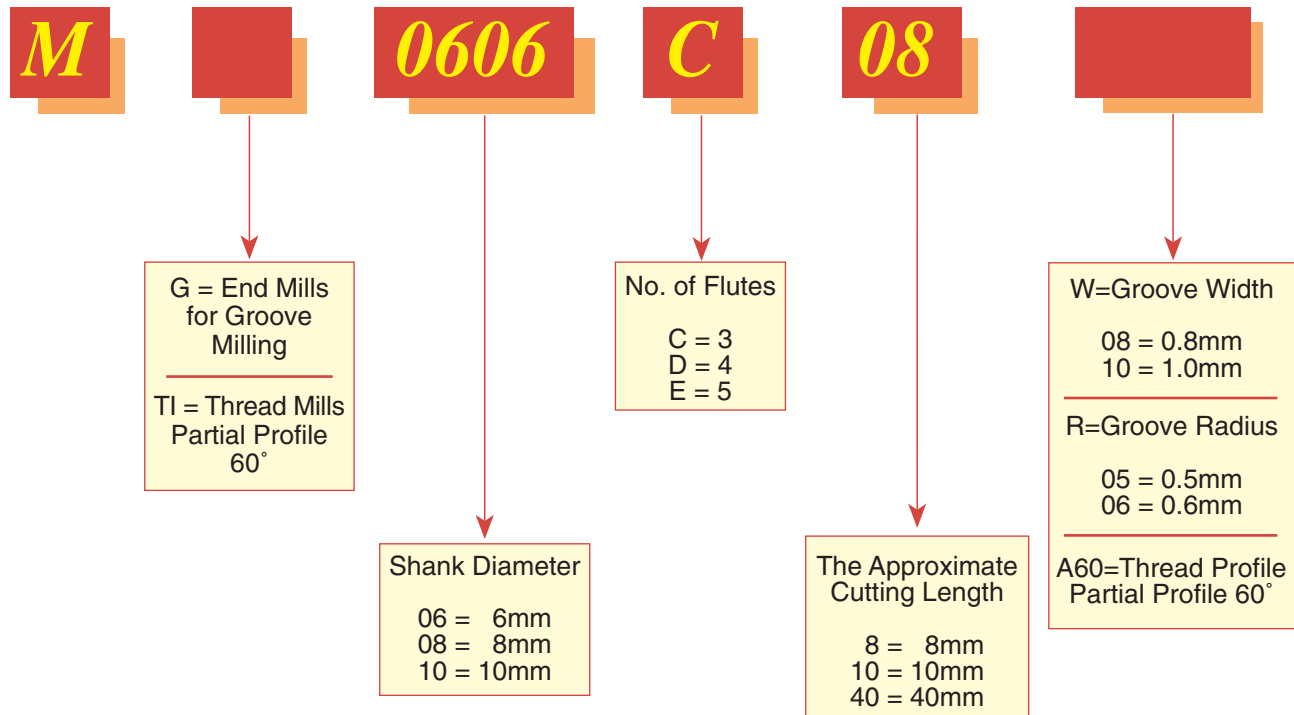 M 0606 C 08
G = End Mills
for Groove
Milling
TI = Thread Mills
Partial Profile
60°
Shank Diameter
06 = 6mm
08 = 8mm
10 = 10mm
No. of Flutes
C = 3
D = 4
E = 5
The Approximate
Cutting Length
8 = 8mm
10 = 10mm
40 = 40mm
W=Groove Width
08 = 0.8mm
10 = 1.0mm
R=Groove Radius
05 = 0.5mm
06 = 0.6mm
A60=Thread Profile
Partial Profile 60°